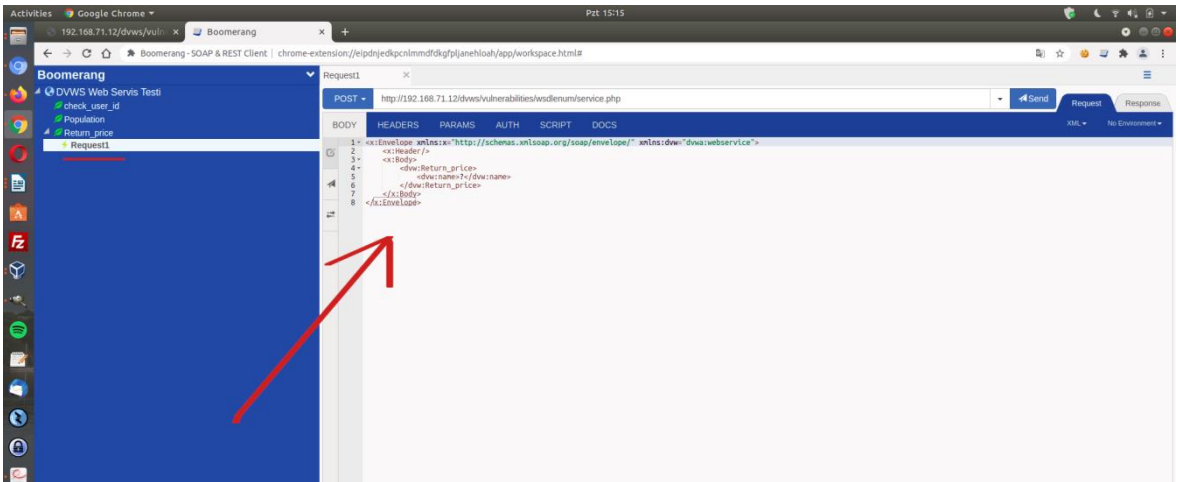 Activities Google Chrome Pzt 15:15
192.168.71.12/dvws/vuln Boomerang
Boomerang - SOAP & REST Client chrome-extension://eipdnjedkpcnlmmdfdkgfpljanehloah/app/workspace.html#
Boomerang
DVWS Web Servis Testi
check_user_id
Population
Return_price
Request1
Request1
POST http://192.168.71.12/dvws/vulnerabilities/wsdlenum/service.php Send Request Response
BODY HEADERS PARAMS AUTH SCRIPT DOCS XML No Environment
1 <x:Envelope xmlns:x="http://schemas.xmlsoap.org/soap/envelope/" xmlns:dvw="dvwa:webservice">
2 <x:Header/>
3 <x:Body>
4 <dvw:Return_price>
5 <dvw:name>?</dvw:name>
6 </dvw:Return_price>
7 </x:Body>
8 </x:Envelope>
Fz